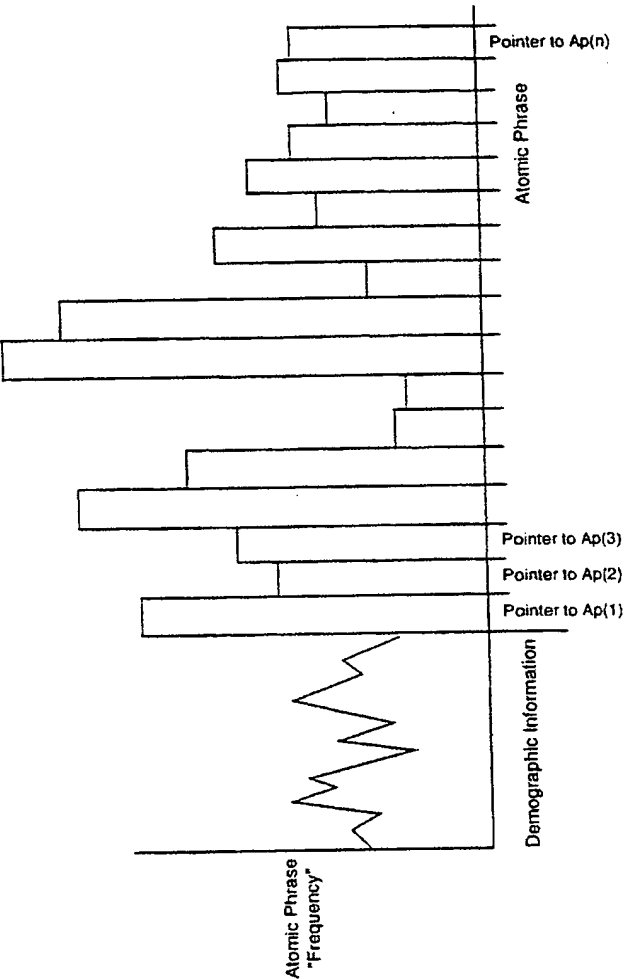 Pointer to Ap(n)
Atomic Phrase
Pointer to Ap(3)
Pointer to Ap(2)
Pointer to Ap(1)
Demographic Information
Atomic Phrase
"Frequency"